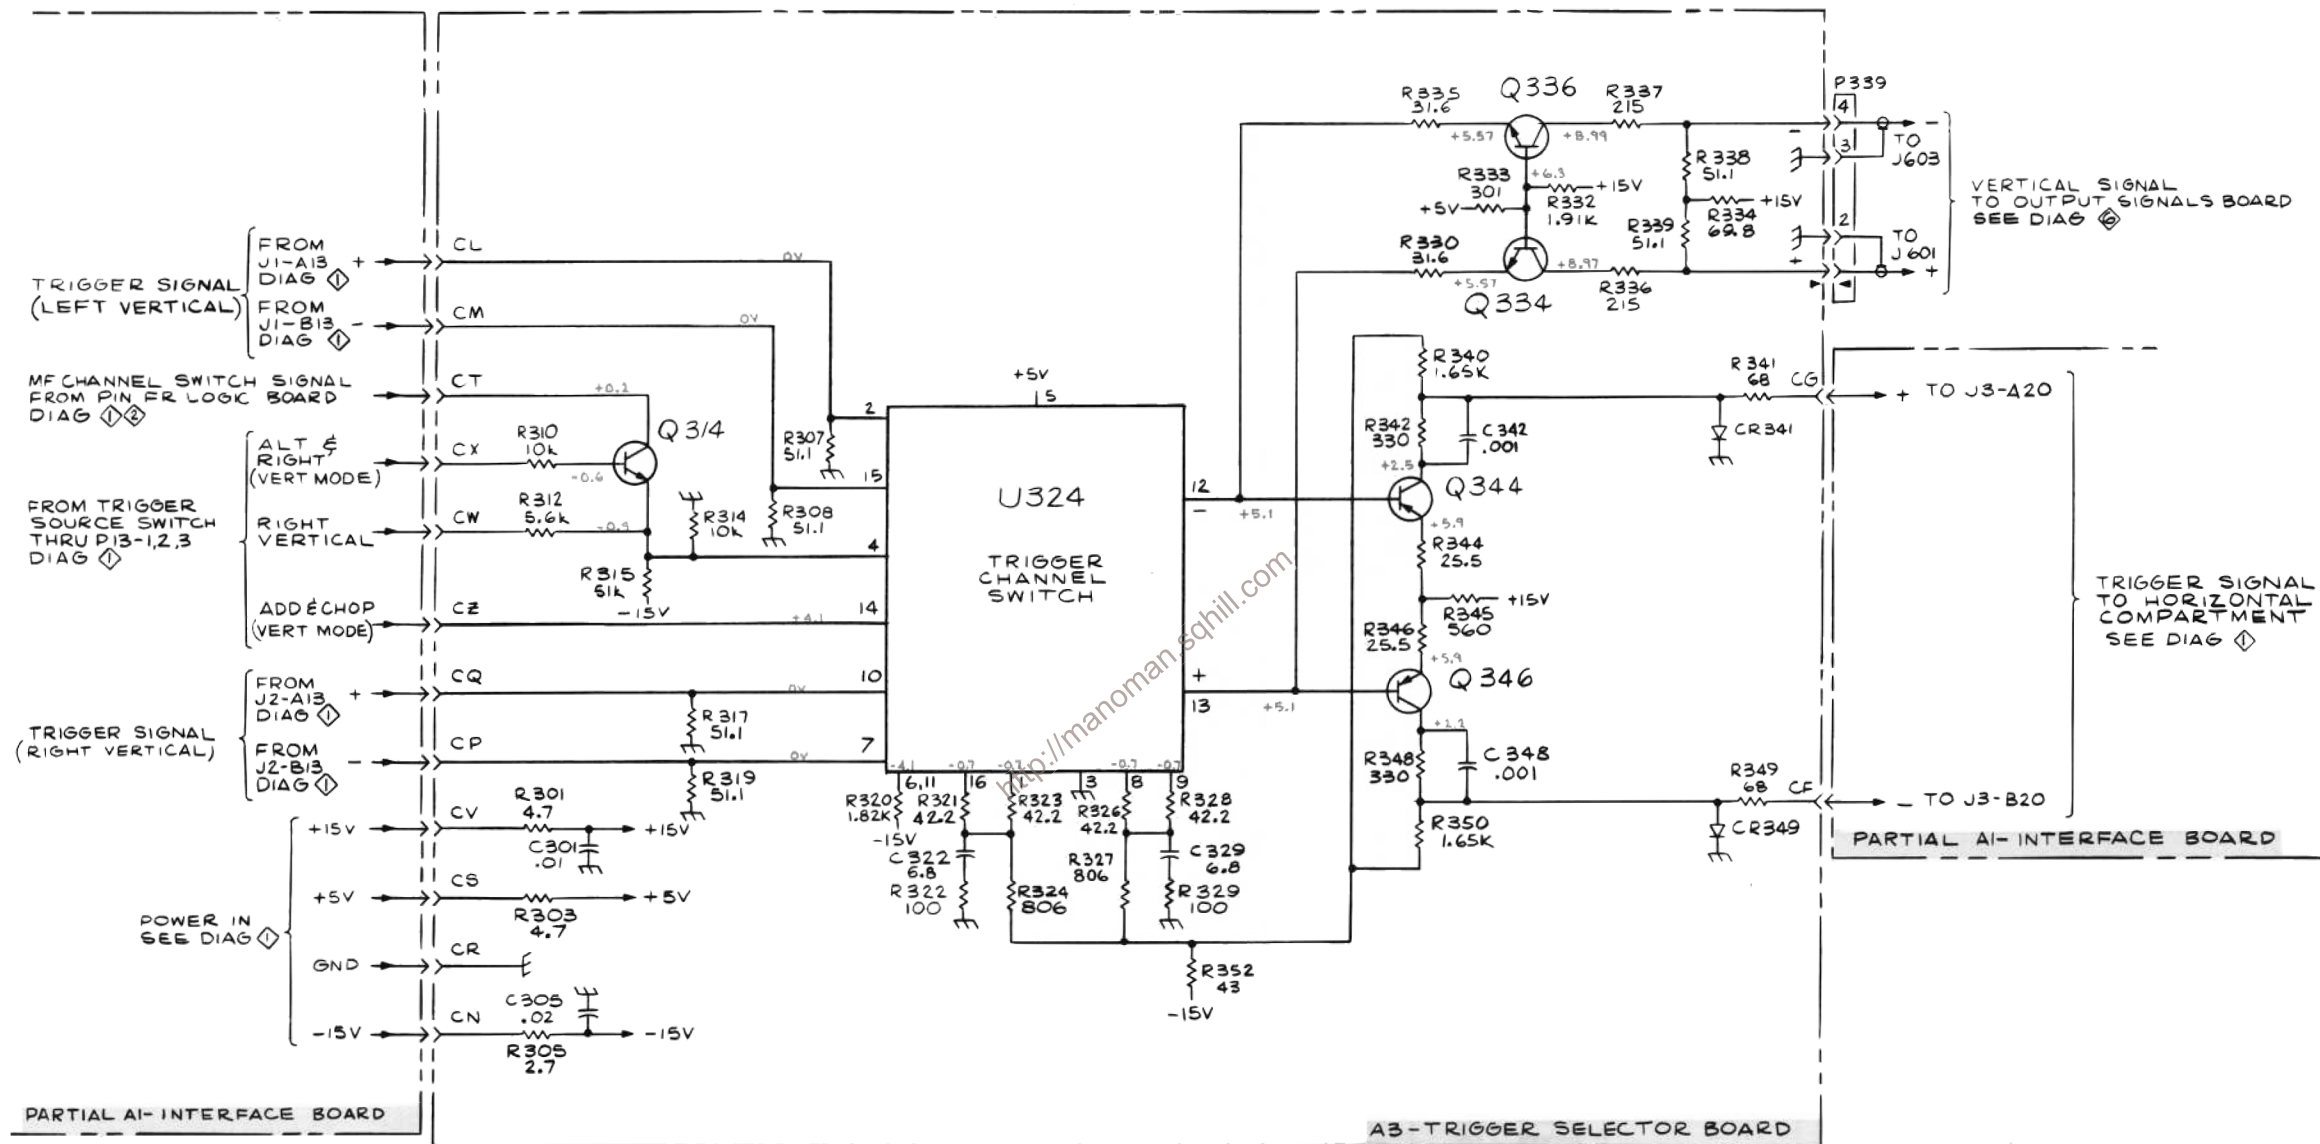 TRIGGER SIGNAL
(LEFT VERTICAL)
FROM
J1-A13 +
DIAG 1
FROM
J1-B13 -
DIAG 1
CL
CM
0V
0V
MF CHANNEL SWITCH SIGNAL
FROM PIN FR LOGIC BOARD
DIAG 1 2
CT
+0.2
FROM TRIGGER
SOURCE SWITCH
THRU P13-1,2,3
DIAG 1
ALT &
RIGHT
(VERT MODE)
CX
R310
10k
-0.6
Q314
RIGHT
VERTICAL
CW
R312
5.6k
R314
10K
R315
51k
-15V
ADD & CHOP
(VERT MODE)
CZ
+4.1
TRIGGER SIGNAL
(RIGHT VERTICAL)
FROM
J2-A13 +
DIAG 1
FROM
J2-B13 -
DIAG 1
CQ
CP
0V
0V
R317
51.1
R319
51.1
POWER IN
SEE DIAG 1
+15V
CV
R301
4.7
C301
.01
+15V
+5V
CS
R303
4.7
+5V
GND
CR
-15V
CN
C305
.02
R305
2.7
-15V
PARTIAL A1-INTERFACE BOARD
R307
51.1
R308
51.1
+5V
5
2
15
4
14
10
7
U324
TRIGGER
CHANNEL
SWITCH
12
-
+5.1
+
13
+5.1
-4.1
-0.7
-0.7
-0.7
6,11
16
3
8
9
R320
1.82K
-15V
R321
42.2
R323
42.2
R326
42.2
R328
42.2
C322
6.8
R322
100
R324
806
R327
806
C329
6.8
R329
100
R352
43
-15V
R335
31.6
+5.57
Q336
+8.99
R337
215
R333
301
+5V
+6.3
R332
1.91K
+15V
R330
31.6
+5.57
Q334
+8.97
R336
215
R338
51.1
R334
69.8
+15V
R339
51.1
P339
4
3
2
-
+
-
TO
J603
TO
J601
+
VERTICAL SIGNAL
TO OUTPUT SIGNALS BOARD
SEE DIAG 6
R340
1.65K
R342
330
C342
.001
+2.5
Q344
+5.9
R344
25.5
R345
560
+15V
R346
25.5
+5.9
Q346
+2.2
R348
330
C348
.001
R350
1.65K
R341
68
CG
CR341
+ TO J3-A20
R349
68
CF
CR349
- TO J3-B20
TRIGGER SIGNAL
TO HORIZONTAL
COMPARTMENT
SEE DIAG 1
PARTIAL A1-INTERFACE BOARD
A3-TRIGGER SELECTOR BOARD
http://manoman.sqhill.com